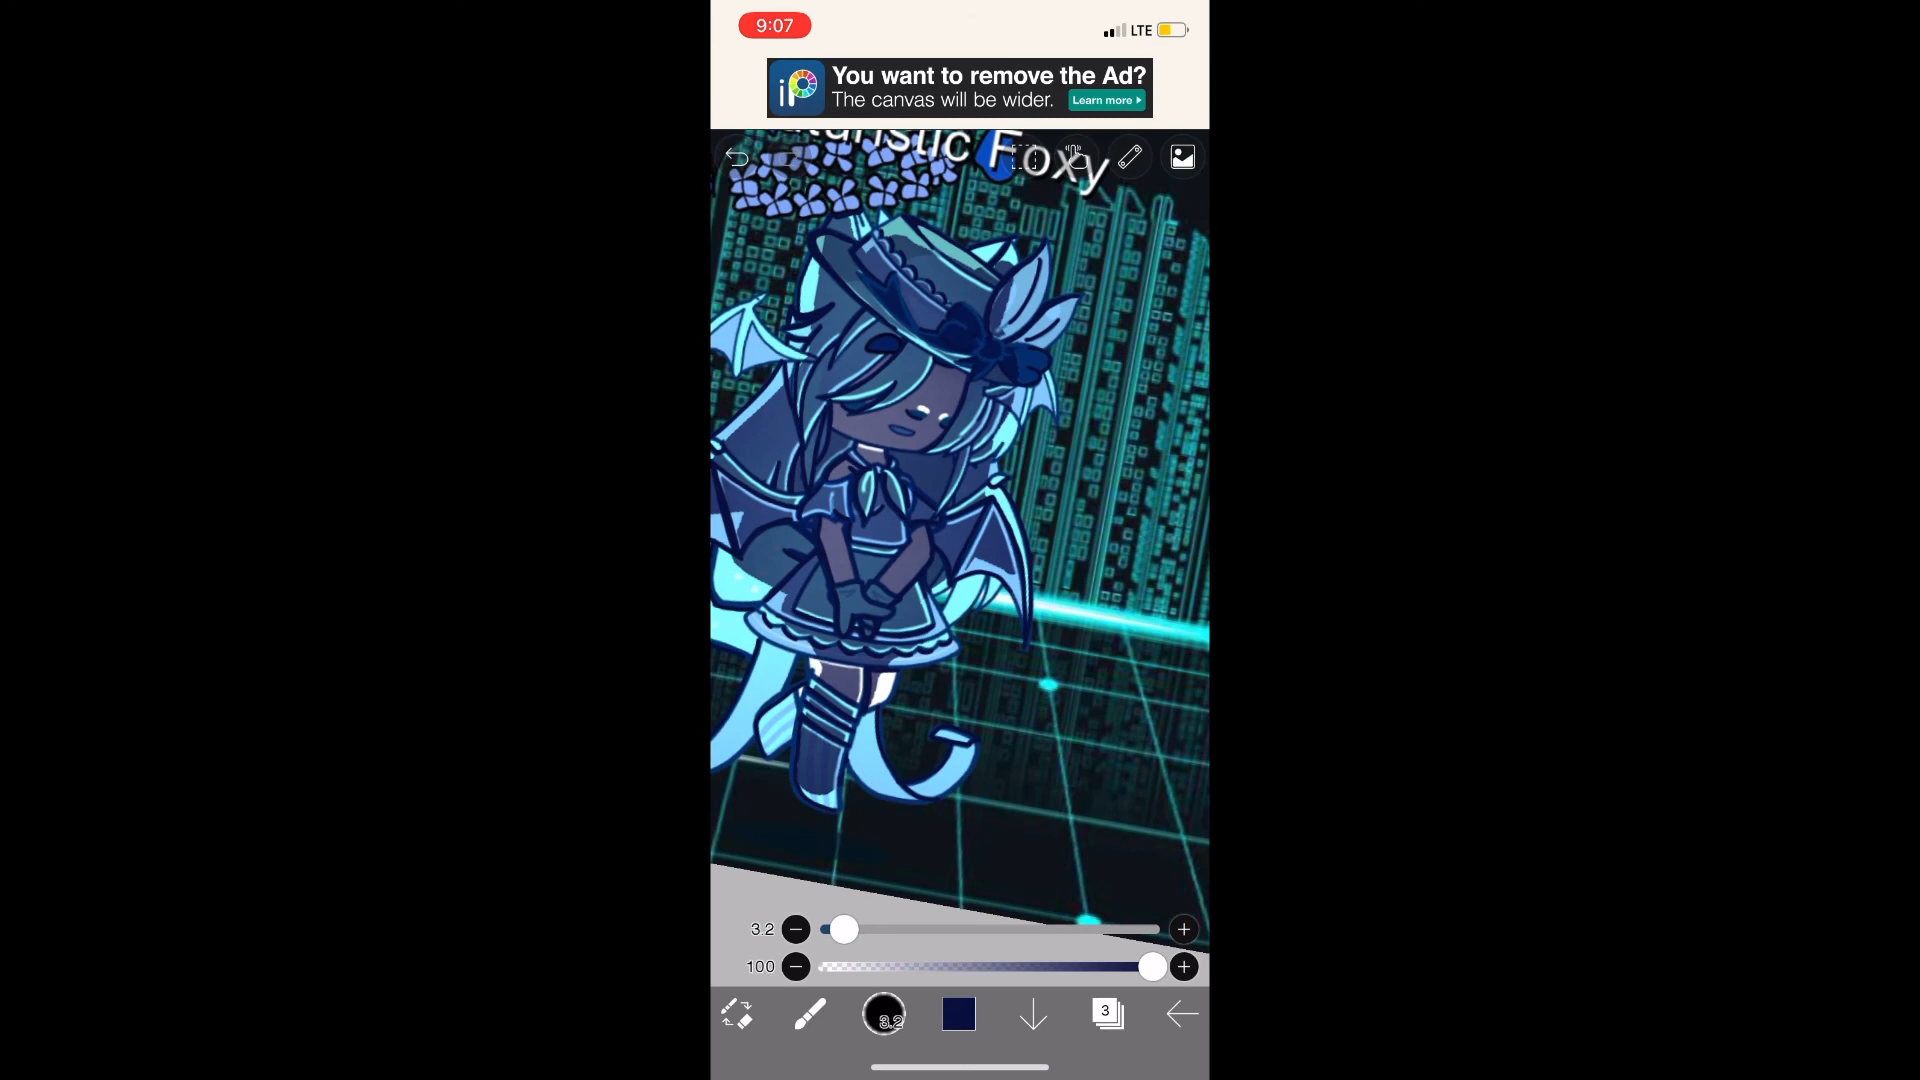 9:07
LTE
iP
You want to remove the Ad?
The canvas will be wider.
Learn more
Foxy
3.2
100
3.2
3